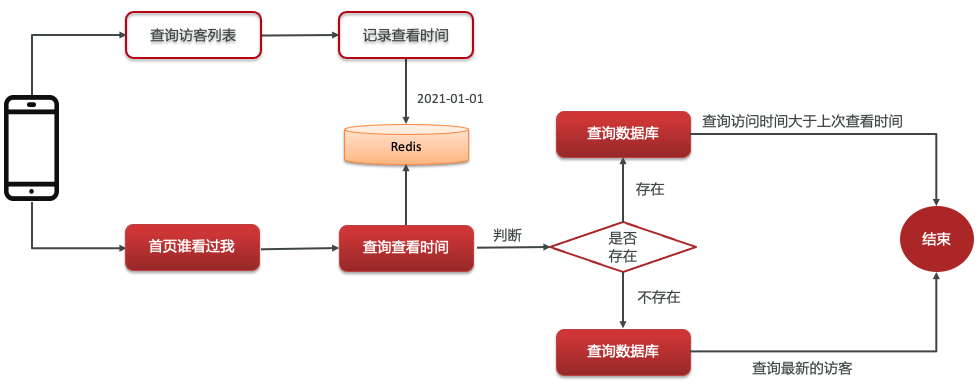 查询访客列表
记录查看时间
2021-01-01
Redis
首页谁看过我
查询查看时间
判断
是否
存在
存在
查询数据库
查询访问时间大于上次查看时间
不存在
查询数据库
查询最新的访客
结束